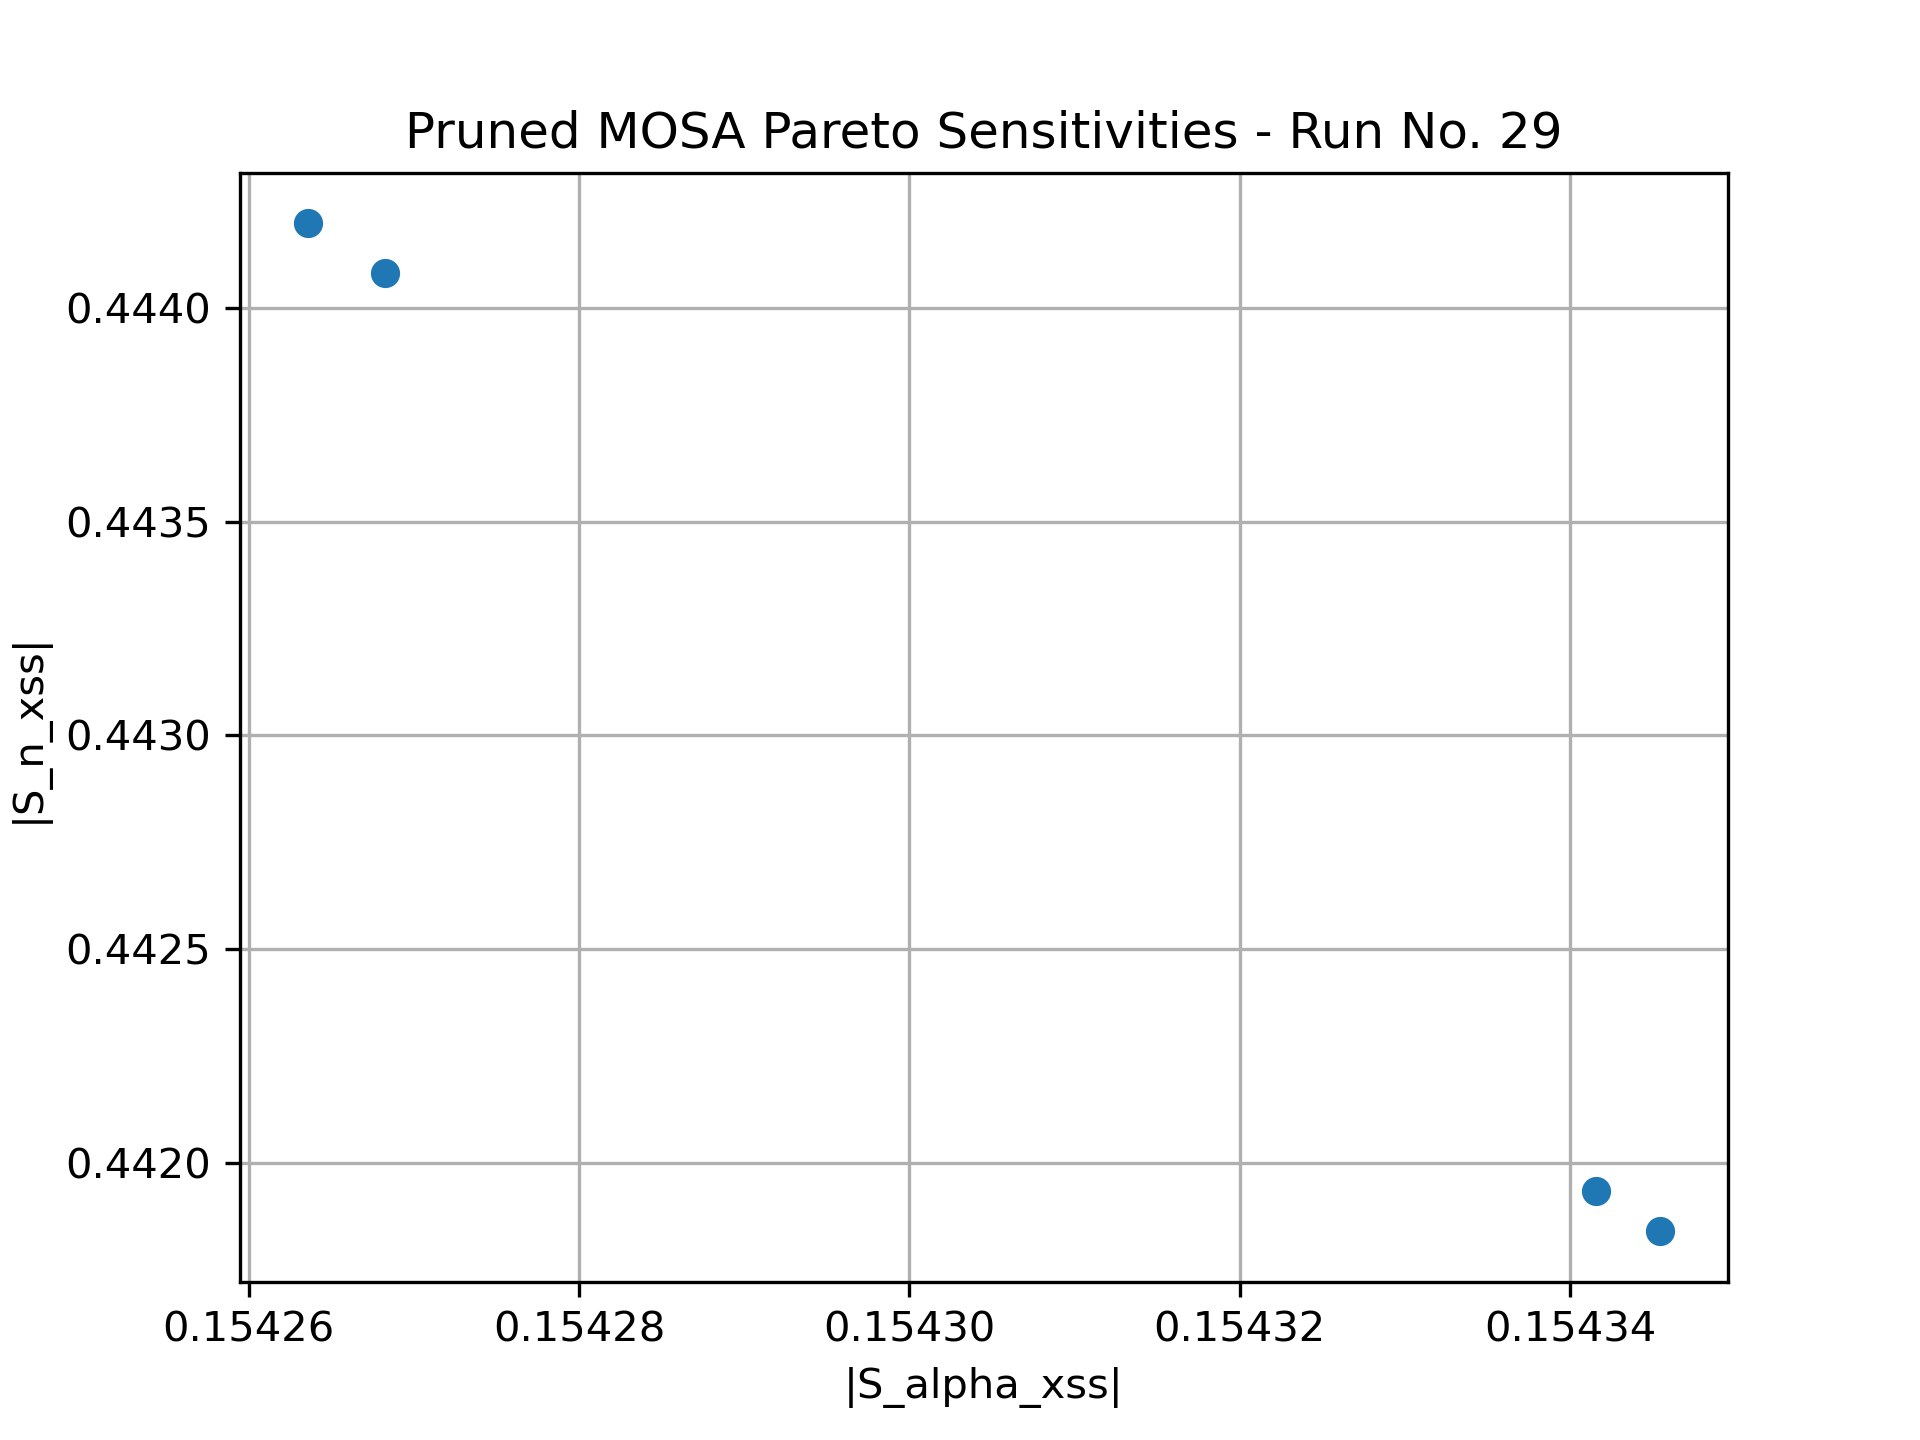 Pruned MOSA Pareto Sensitivities - Run No. 29
|S_n_xss|
0.4440
0.4435
0.4430
0.4425
0.4420
0.15426 0.15428 0.15430 0.15432 0.15434
|S_alpha_xss|